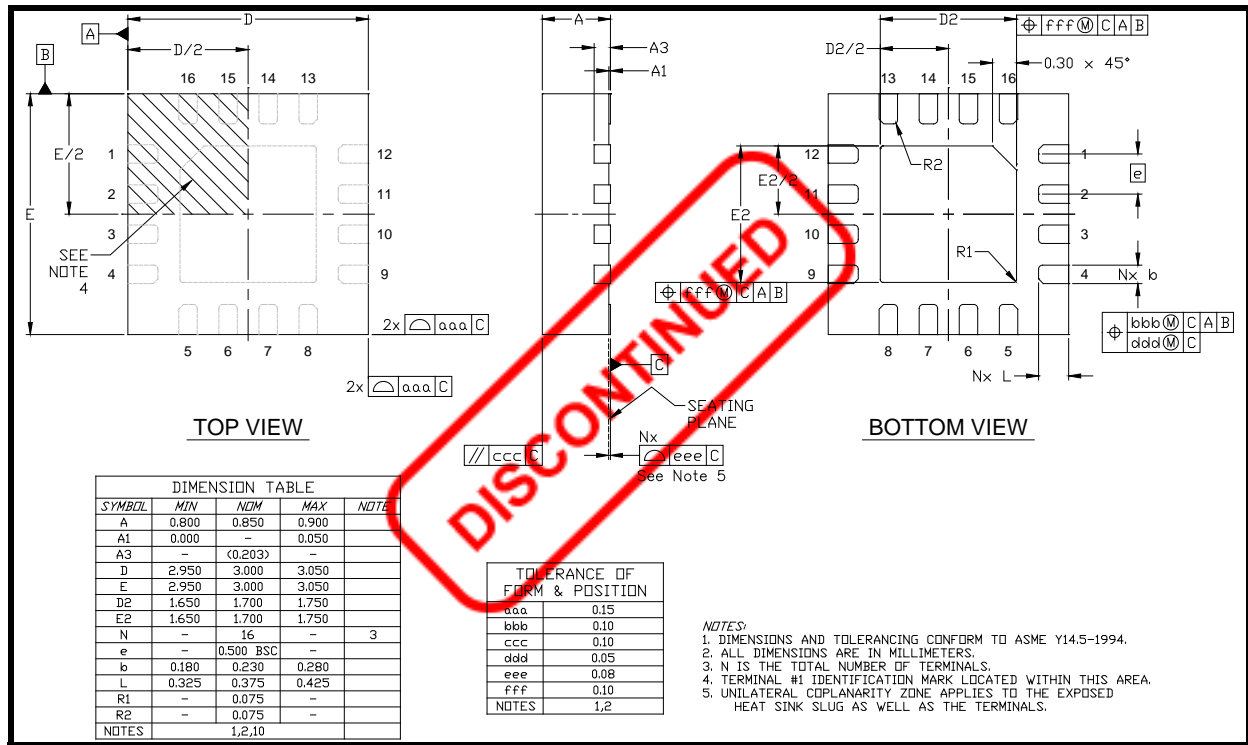 D
A
D2
⌖ fff Ⓜ C A B
A
D/2
A3
D2/2
B
A1
0.30 x 45°
16 15 14 13
13 14 15 16
E/2
1
2
3
4
12
11
10
9
E
SEE
NOTE
4
5 6 7 8
2x ⌓ aaa C
2x ⌓ aaa C
TOP VIEW
C
SEATING
PLANE
// ccc C
Nx
⌓ eee C
See Note 5
12
11
10
9
R2
E2/2
E2
R1
1
2
3
4
e
Nx b
⌖ fff Ⓜ C A B
⌖ bbb Ⓜ C A B
ddd Ⓜ C
8 7 6 5
Nx L
BOTTOM VIEW
DISCONTINUED
DIMENSION TABLE
SYMBOL MIN NOM MAX NOTE
A 0.800 0.850 0.900
A1 0.000 - 0.050
A3 - (0.203) -
D 2.950 3.000 3.050
E 2.950 3.000 3.050
D2 1.650 1.700 1.750
E2 1.650 1.700 1.750
N - 16 - 3
e - 0.500 BSC -
b 0.180 0.230 0.280
L 0.325 0.375 0.425
R1 - 0.075 -
R2 - 0.075 -
NOTES 1,2,10
TOLERANCE OF
FORM & POSITION
aaa 0.15
bbb 0.10
ccc 0.10
ddd 0.05
eee 0.08
fff 0.10
NOTES 1,2
NOTES:
1. DIMENSIONS AND TOLERANCING CONFORM TO ASME Y14.5-1994.
2. ALL DIMENSIONS ARE IN MILLIMETERS.
3. N IS THE TOTAL NUMBER OF TERMINALS.
4. TERMINAL #1 IDENTIFICATION MARK LOCATED WITHIN THIS AREA.
5. UNILATERAL COPLANARITY ZONE APPLIES TO THE EXPOSED
HEAT SINK SLUG AS WELL AS THE TERMINALS.